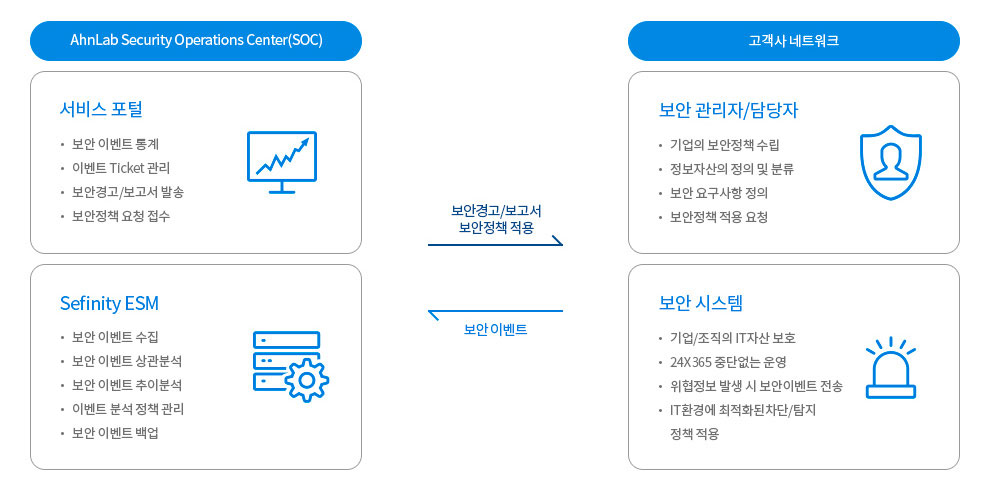 AhnLab Security Operations Center(SOC)
서비스 포털
• 보안 이벤트 통계
• 이벤트 Ticket 관리
• 보안경고/보고서 발송
• 보안정책 요청 접수
Sefinity ESM
• 보안 이벤트 수집
• 보안 이벤트 상관분석
• 보안 이벤트 추이분석
• 이벤트 분석 정책 관리
• 보안 이벤트 백업
보안경고/보고서
보안정책 적용
보안 이벤트
고객사 네트워크
보안 관리자/담당자
• 기업의 보안정책 수립
• 정보자산의 정의 및 분류
• 보안 요구사항 정의
• 보안정책 적용 요청
보안 시스템
• 기업/조직의 IT자산 보호
• 24X365 중단없는 운영
• 위협정보 발생 시 보안이벤트 전송
• IT환경에 최적화된차단/탐지
정책 적용